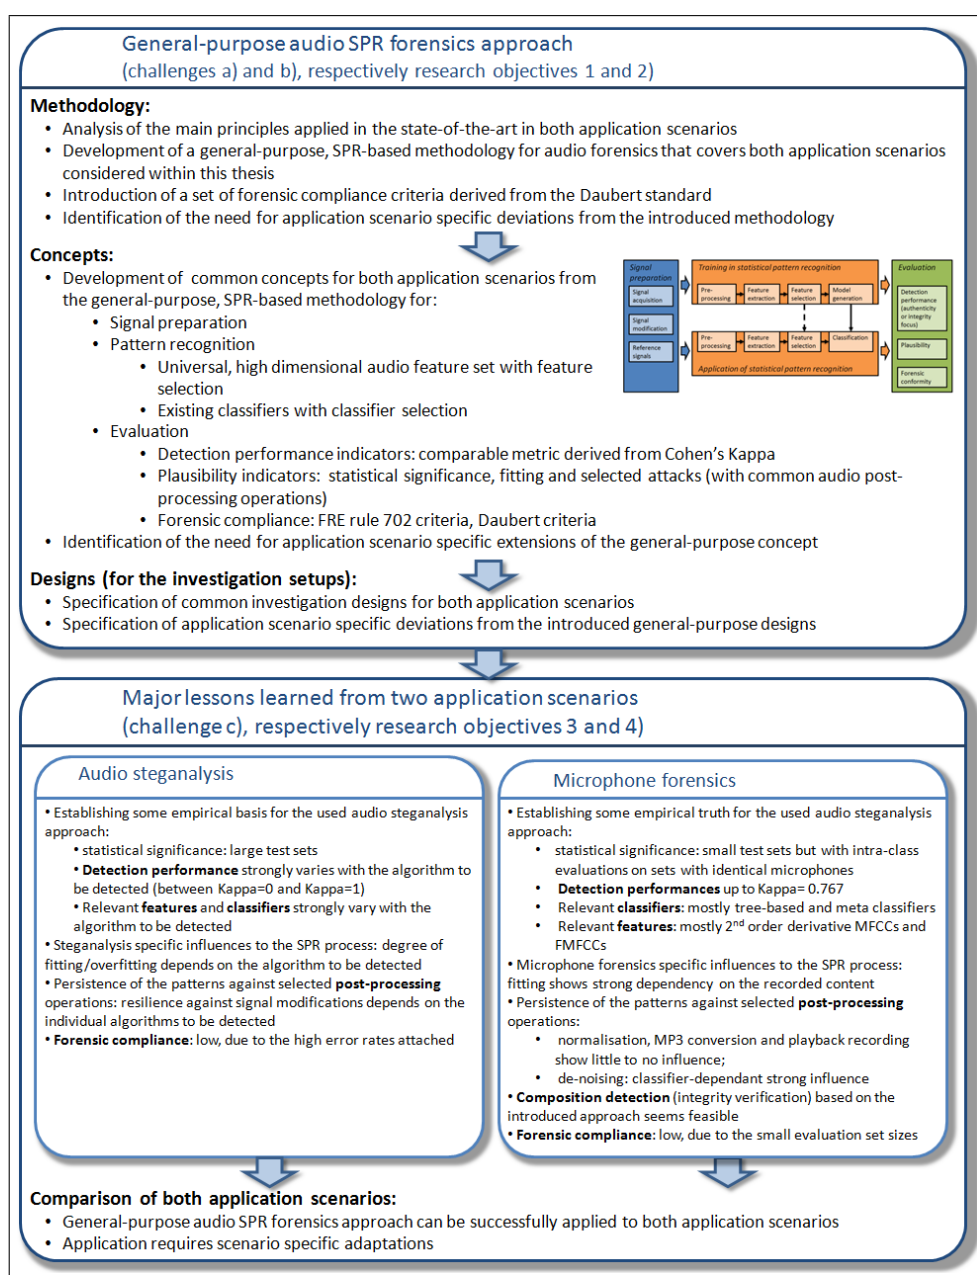 General-purpose audio SPR forensics approach
(challenges a) and b), respectively research objectives 1 and 2)
Methodology:
• Analysis of the main principles applied in the state-of-the-art in both application scenarios
• Development of a general-purpose, SPR-based methodology for audio forensics that covers both application scenarios
considered within this thesis
• Introduction of a set of forensic compliance criteria derived from the Daubert standard
• Identification of the need for application scenario specific deviations from the introduced methodology
Concepts:
• Development of common concepts for both application scenarios from
the general-purpose, SPR-based methodology for:
• Signal preparation
• Pattern recognition
• Universal, high dimensional audio feature set with feature
selection
• Existing classifiers with classifier selection
• Evaluation
• Detection performance indicators: comparable metric derived from Cohen's Kappa
• Plausibility indicators: statistical significance, fitting and selected attacks (with common audio post-
processing operations)
• Forensic compliance: FRE rule 702 criteria, Daubert criteria
• Identification of the need for application scenario specific extensions of the general-purpose concept
Signal
preparation
Signal
acquisition
Signal
modification
Reference
signals
Training in statistical pattern recognition
Pre-
processing
Feature
extraction
Feature
selection
Model
generation
Pre-
processing
Feature
extraction
Feature
selection
Classification
Application of statistical pattern recognition
Evaluation
Detection
performance
(authenticity
or integrity
focus)
Plausibility
Forensic
conformity
Designs (for the investigation setups):
• Specification of common investigation designs for both application scenarios
• Specification of application scenario specific deviations from the introduced general-purpose designs
Major lessons learned from two application scenarios
(challenge c), respectively research objectives 3 and 4)
Audio steganalysis
• Establishing some empirical basis for the used audio steganalysis
approach:
• statistical significance: large test sets
• Detection performance strongly varies with the algorithm to
be detected (between Kappa=0 and Kappa=1)
• Relevant features and classifiers strongly vary with the
algorithm to be detected
• Steganalysis specific influences to the SPR process: degree of
fitting/overfitting depends on the algorithm to be detected
• Persistence of the patterns against selected post-processing
operations: resilience against signal modifications depends on the
individual algorithms to be detected
• Forensic compliance: low, due to the high error rates attached
Microphone forensics
• Establishing some empirical truth for the used audio steganalysis
approach:
• statistical significance: small test sets but with intra-class
evaluations on sets with identical microphones
• Detection performances up to Kappa= 0.767
• Relevant classifiers: mostly tree-based and meta classifiers
• Relevant features: mostly 2nd order derivative MFCCs and
FMFCCs
• Microphone forensics specific influences to the SPR process:
fitting shows strong dependency on the recorded content
• Persistence of the patterns against selected post-processing
operations:
• normalisation, MP3 conversion and playback recording
show little to no influence;
• de-noising: classifier-dependant strong influence
• Composition detection (integrity verification) based on the
introduced approach seems feasible
• Forensic compliance: low, due to the small evaluation set sizes
Comparison of both application scenarios:
• General-purpose audio SPR forensics approach can be successfully applied to both application scenarios
• Application requires scenario specific adaptations